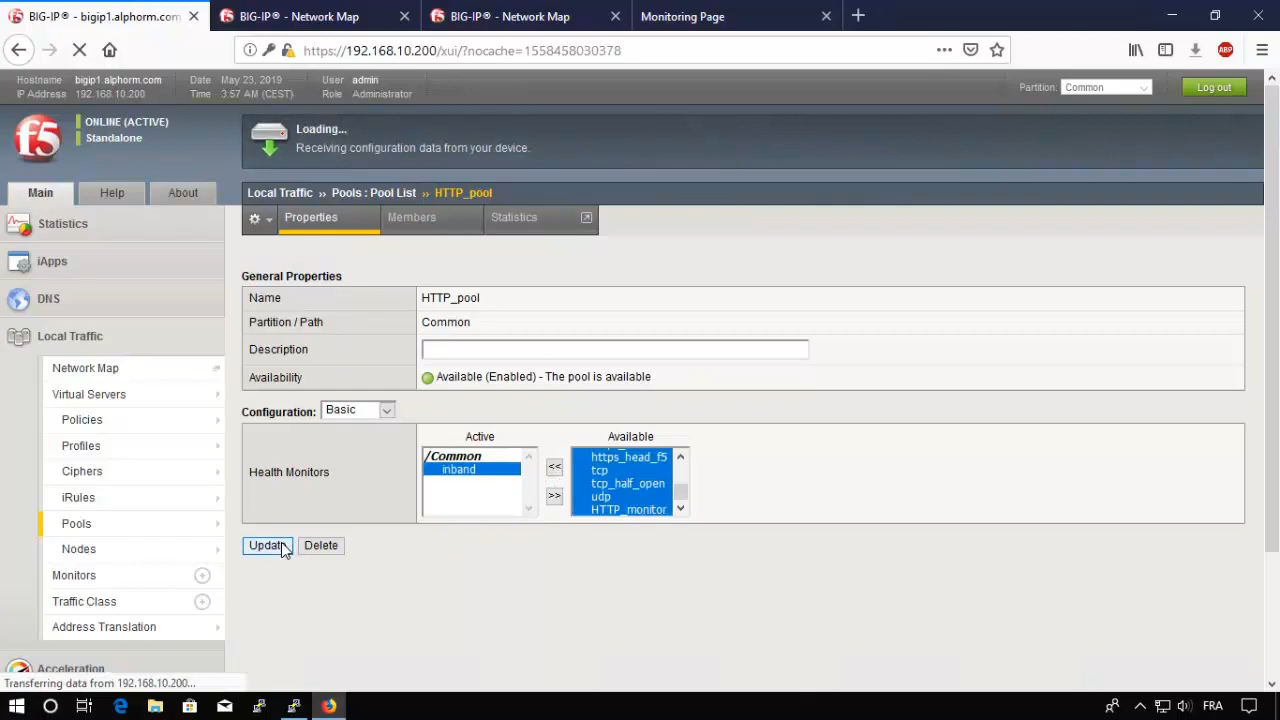 BIG-IP® - bigip1.alphorm.com
BIG-IP® - Network Map
BIG-IP® - Network Map
Monitoring Page
https://192.168.10.200/xui/?nocache=1558458030378
ABP
Hostname bigip1.alphorm.com Date May 23, 2019 User admin
IP Address 192.168.10.200 Time 3:57 AM (CEST) Role Administrator
Partition: Common
Log out
f5
ONLINE (ACTIVE)
Standalone
Loading...
Receiving configuration data from your device.
Main Help About
Local Traffic ›› Pools : Pool List ›› HTTP_pool
Properties Members Statistics
Statistics
iApps
DNS
Local Traffic
Network Map
Virtual Servers
Policies
Profiles
Ciphers
iRules
Pools
Nodes
Monitors
Traffic Class
Address Translation
Acceleration
General Properties
Name HTTP_pool
Partition / Path Common
Description
Availability Available (Enabled) - The pool is available
Configuration: Basic
Health Monitors
Active
/Common
inband
<<
>>
Available
https_head_f5
tcp
tcp_half_open
udp
HTTP_monitor
Update Delete
Transferring data from 192.168.10.200...
FRA